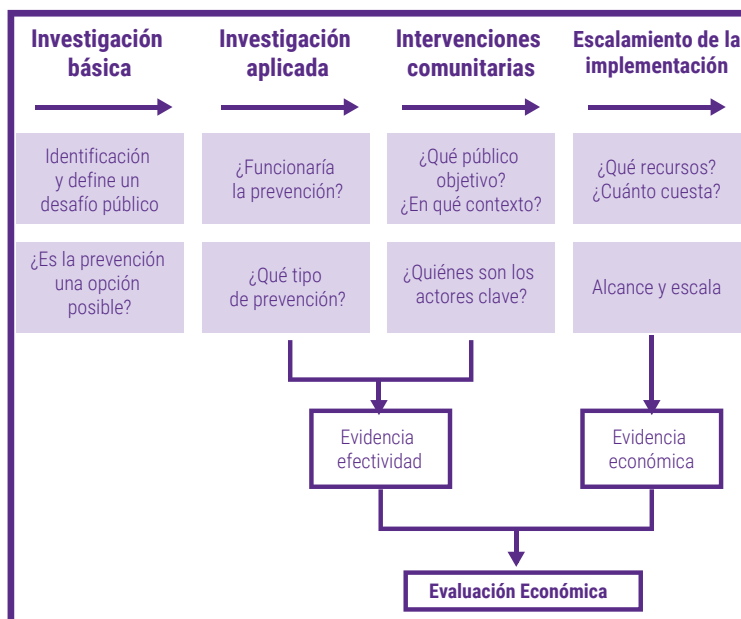 Investigación
básica
Investigación
aplicada
Intervenciones
comunitarias
Escalamiento de la
implementación
Identificación
y define un
desafío público
¿Funcionaría
la prevención?
¿Qué público
objetivo?
¿En qué contexto?
¿Qué recursos?
¿Cuánto cuesta?
¿Es la prevención
una opción
posible?
¿Qué tipo
de prevención?
¿Quiénes son los
actores clave?
Alcance y escala
Evidencia
efectividad
Evidencia
económica
Evaluación Económica